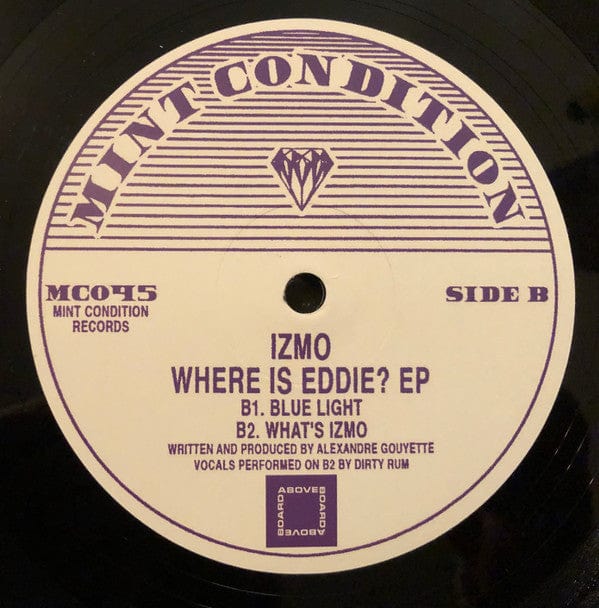 MINT CONDITION
MC045
MINT CONDITION
RECORDS
SIDE B
IZMO
WHERE IS EDDIE? EP
B1. BLUE LIGHT
B2. WHAT'S IZMO
WRITTEN AND PRODUCED BY ALEXANDRE GOUYETTE
VOCALS PERFORMED ON B2 BY DIRTY RUM
ABOVE
BOARD
ABOVE
BOARD